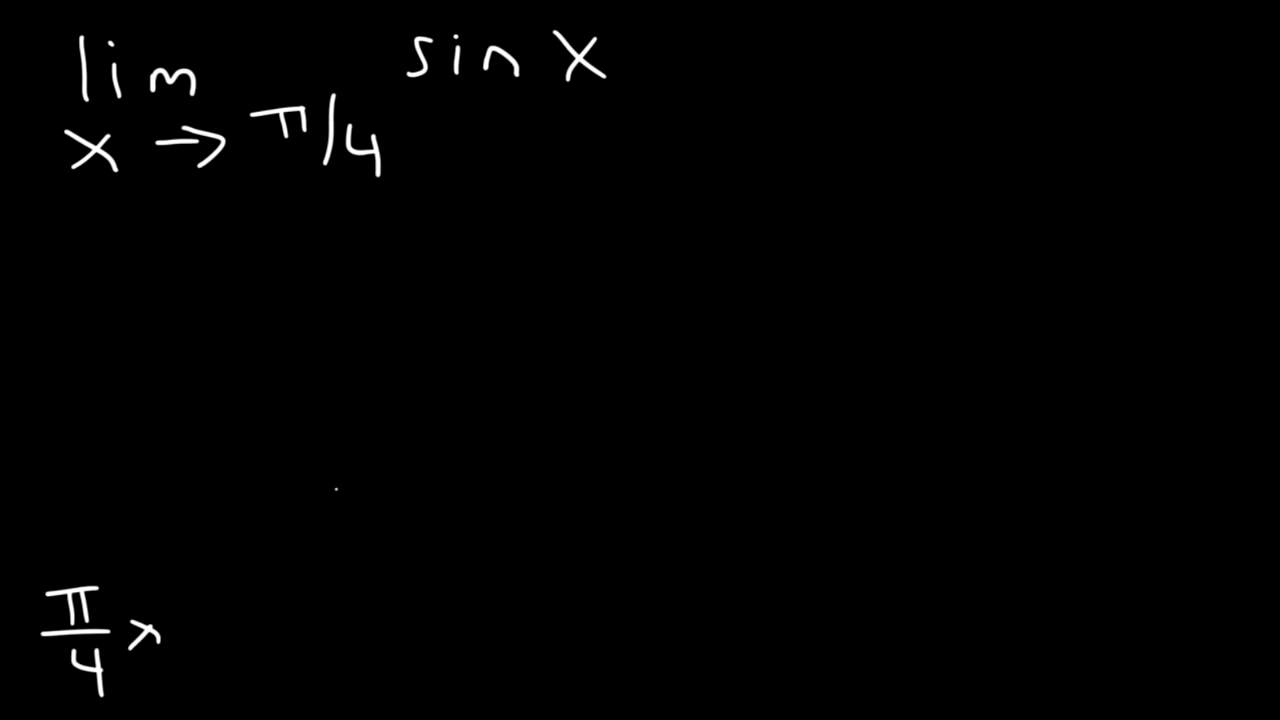 lim sin x
x → π/4
π/4 ×